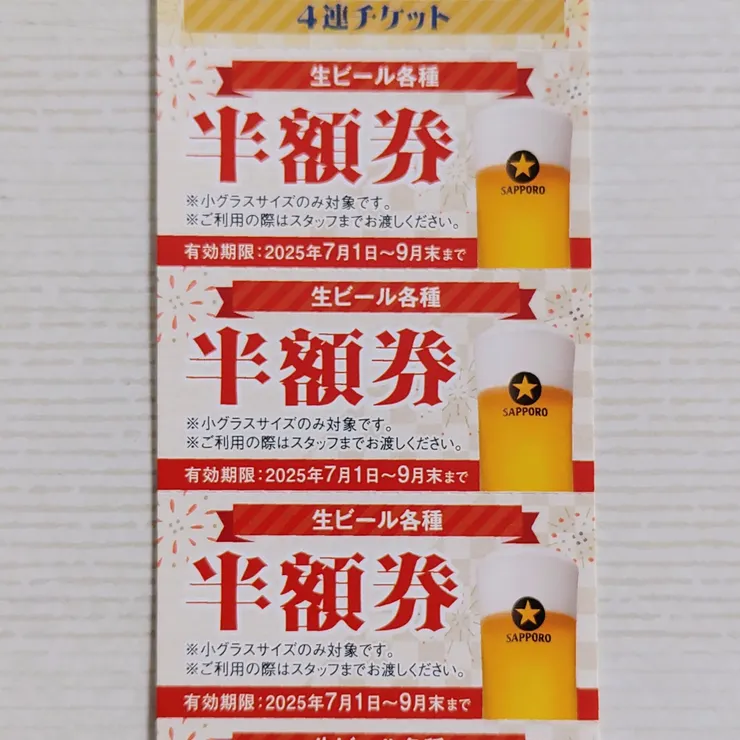 4連チケット
生ビール各種
半額券
※小グラスサイズのみ対象です。
※ご利用の際はスタッフまでお渡しください。
有効期限:2025年7月1日~9月末まで
SAPPORO
生ビール各種
半額券
※小グラスサイズのみ対象です。
※ご利用の際はスタッフまでお渡しください。
有効期限:2025年7月1日~9月末まで
SAPPORO
生ビール各種
半額券
※小グラスサイズのみ対象です。
※ご利用の際はスタッフまでお渡しください。
有効期限:2025年7月1日~9月末まで
SAPPORO
生ビール各種